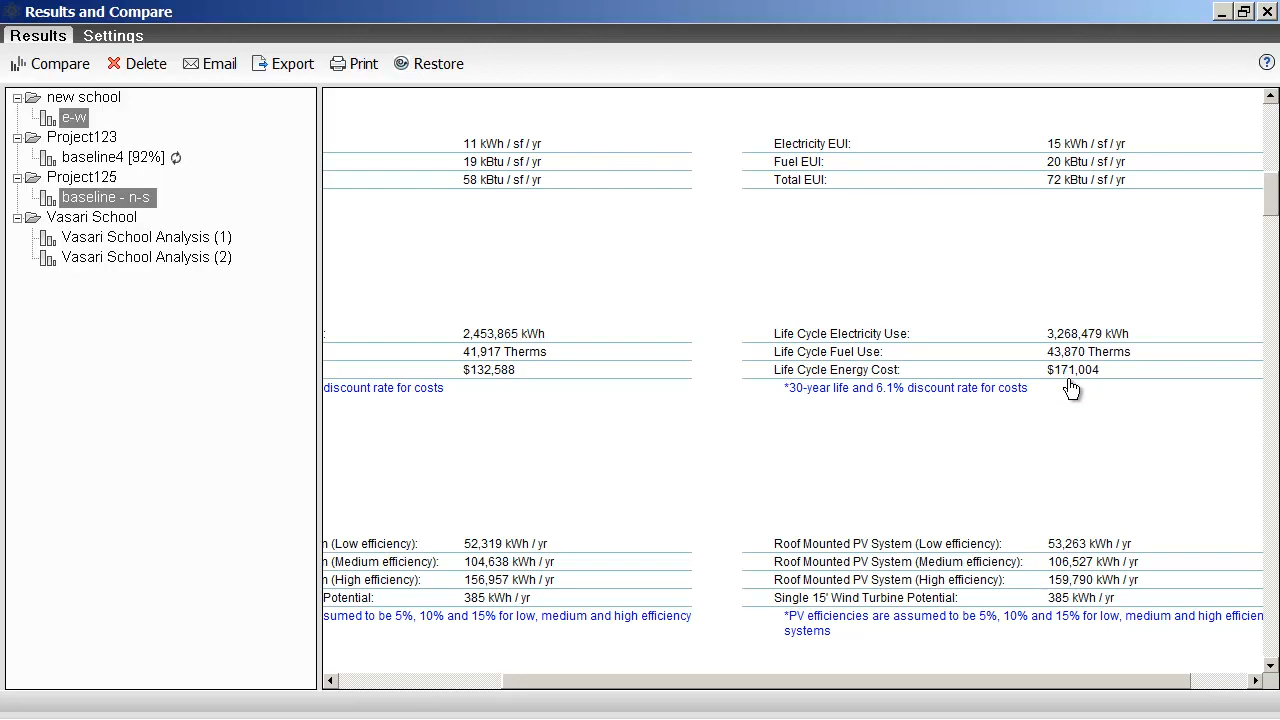 Results and Compare
Results Settings
Compare Delete Email Export Print Restore
new school
e-w
Project123
baseline4 [92%]
Project125
baseline - n-s
Vasari School
Vasari School Analysis (1)
Vasari School Analysis (2)
11 kWh / sf / yr
19 kBtu / sf / yr
58 kBtu / sf / yr
Electricity EUI: 15 kWh / sf / yr
Fuel EUI: 20 kBtu / sf / yr
Total EUI: 72 kBtu / sf / yr
: 2,453,865 kWh
41,917 Therms
$132,588
discount rate for costs
Life Cycle Electricity Use: 3,268,479 kWh
Life Cycle Fuel Use: 43,870 Therms
Life Cycle Energy Cost: $171,004
*30-year life and 6.1% discount rate for costs
n (Low efficiency): 52,319 kWh / yr
n (Medium efficiency): 104,638 kWh / yr
n (High efficiency): 156,957 kWh / yr
Potential: 385 kWh / yr
sumed to be 5%, 10% and 15% for low, medium and high efficiency
Roof Mounted PV System (Low efficiency): 53,263 kWh / yr
Roof Mounted PV System (Medium efficiency): 106,527 kWh / yr
Roof Mounted PV System (High efficiency): 159,790 kWh / yr
Single 15' Wind Turbine Potential: 385 kWh / yr
*PV efficiencies are assumed to be 5%, 10% and 15% for low, medium and high efficien
systems